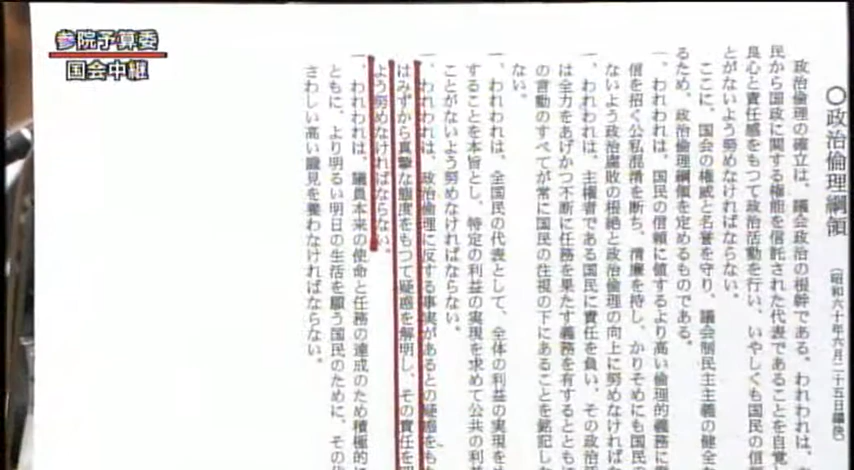 参院予算委
国会中継
〇政治倫理綱領 (昭和六十年六月二十五日議決)
政治倫理の確立は、議会政治の根幹である。われわれは、
民から国政に関する権能を信託された代表であることを自覚
良心と責任感をもつて政治活動を行い、いやしくも国民の信
とがないよう努めなければならない。
ここに、国会の権威と名誉を守り、議会制民主主義の健全
るため、政治倫理綱領を定めるものである。
一、われわれは、国民の信頼に値するより高い倫理的義務に
信を招く公私混淆を断ち、清廉を持し、かりそめにも国民の
ないよう政治腐敗の根絶と政治倫理の向上に努めなければな
一、われわれは、主権者である国民に責任を負い、その政治活
は全力をあげかつ不断に任務を果たす義務を有するとともに
の言動のすべてが常に国民の注視の下にあることを銘記した
ない。
一、われわれは、全国民の代表として、全体の利益の実現をめ
することを本旨とし、特定の利益の実現を求めて公共の利益
ことがないよう努めなければならない。
一、われわれは、政治倫理に反する事実があるとの疑惑をもた
はみずから真摯な態度をもつて疑惑を解明し、その責任を
よう努めなければならない。
一、われわれは、議員本来の使命と任務の達成のため積極的に
ともに、より明るい明日の生活を願う国民のために、その
さわしい高い識見を養わなければならない。